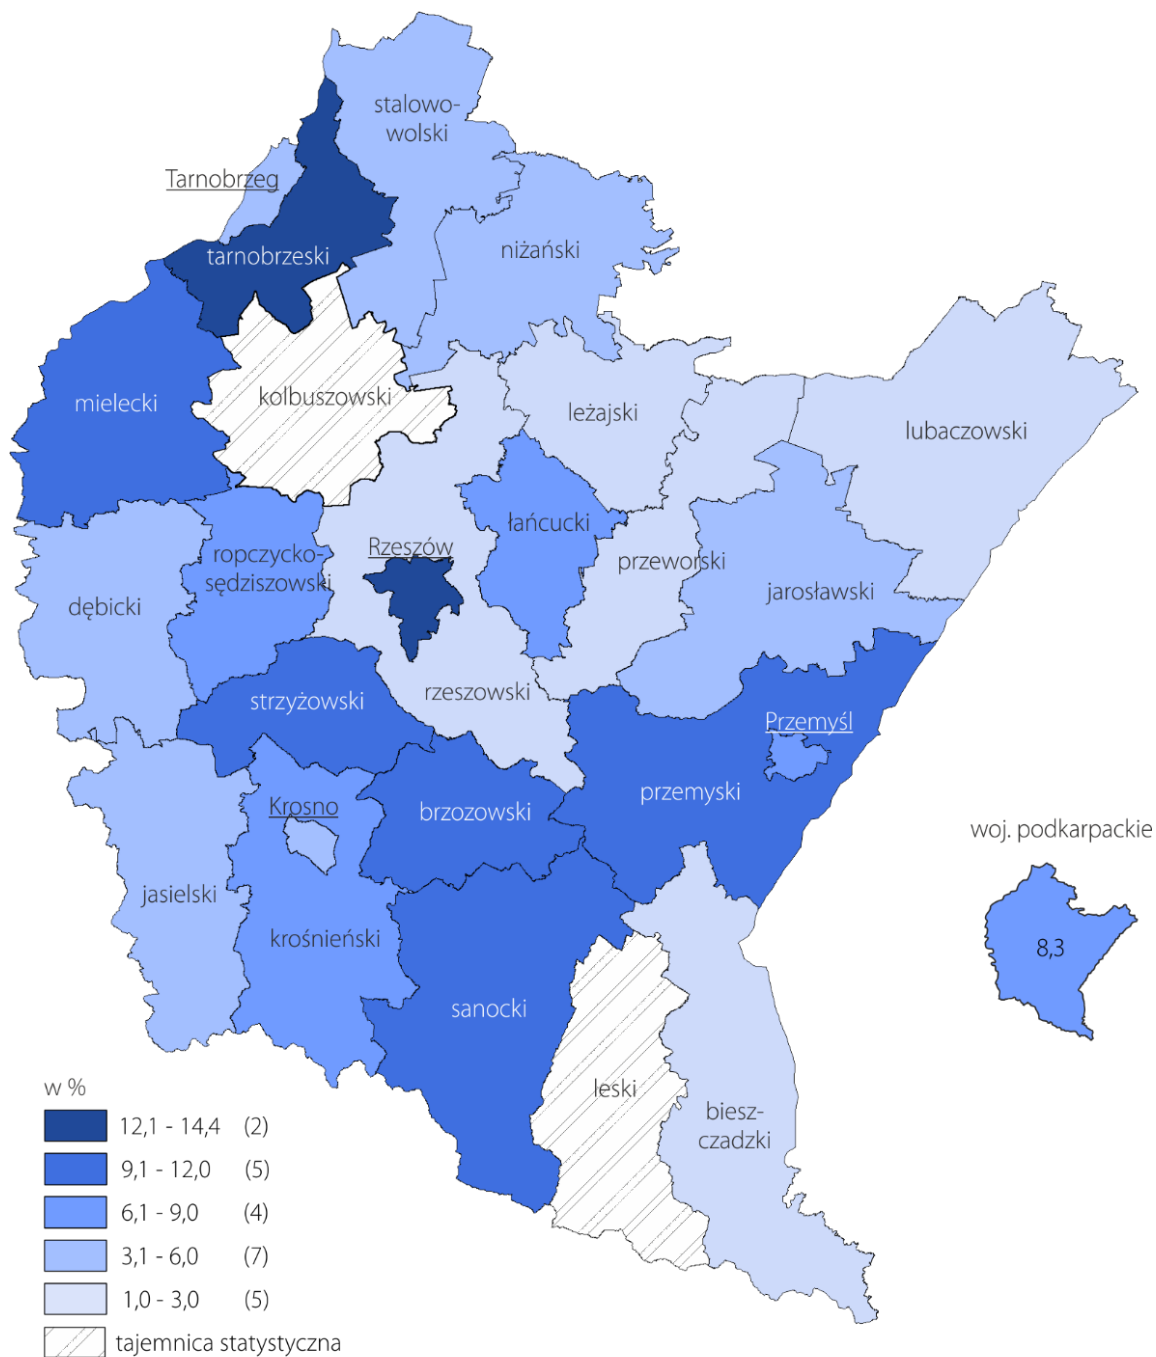 stalowo-
wolski
Tarnobrzeg
tarnobrzeski
niżański
mielecki
kolbuszowski
leżajski
lubaczowski
łańcucki
ropczycko-
sędziszowski
Rzeszów
przeworski
dębicki
jarosławski
strzyżowski
rzeszowski
Przemyśl
przemyski
Krosno
brzozowski
woj. podkarpackie
8,3
jasielski
krośnieński
sanocki
leski
biesz-
czadzki
w %
12,1 - 14,4 (2)
9,1 - 12,0 (5)
6,1 - 9,0 (4)
3,1 - 6,0 (7)
1,0 - 3,0 (5)
tajemnica statystyczna